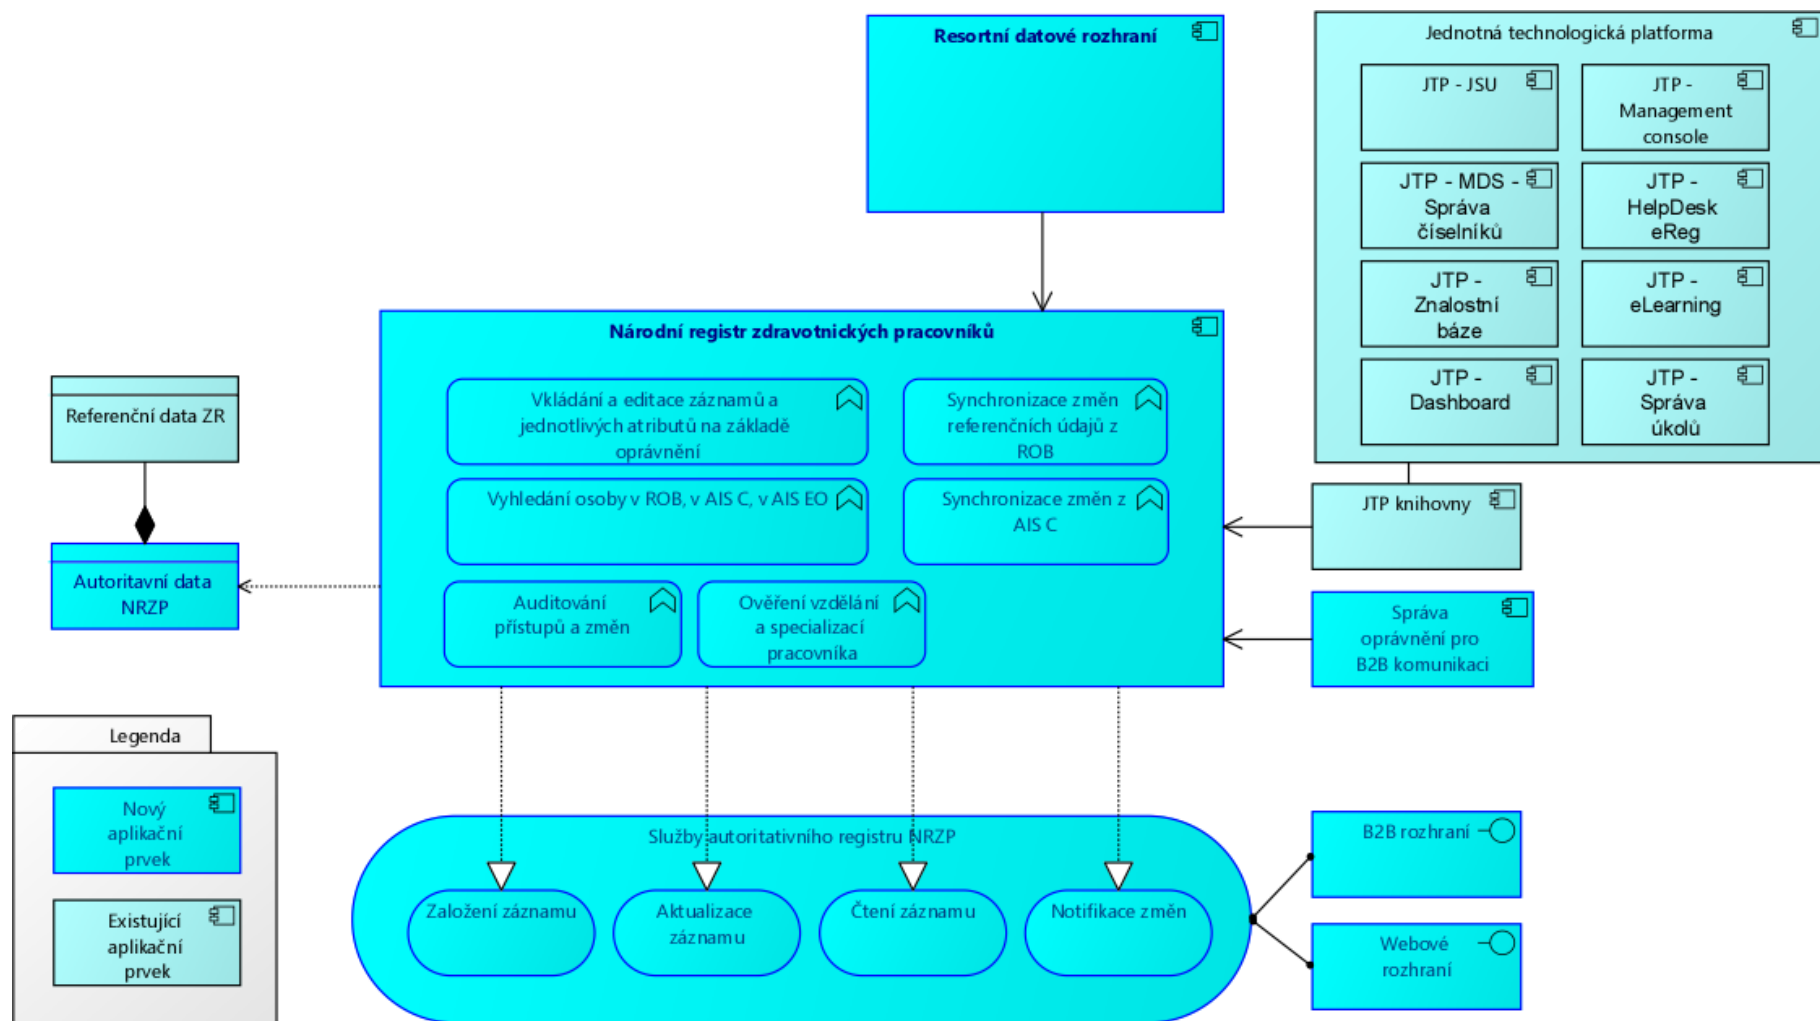 Resortní datové rozhraní
Jednotná technologická platforma
JTP - JSU
JTP -
Management
console
JTP - MDS -
Správa
číselníků
JTP -
HelpDesk
eReg
JTP -
Znalostní
báze
JTP -
eLearning
JTP -
Dashboard
JTP -
Správa
úkolů
JTP knihovny
Správa
oprávnění pro
B2B komunikaci
Národní registr zdravotnických pracovníků
Vkládání a editace záznamů a
jednotlivých atributů na základě
oprávnění
Synchronizace změn
referenčních údajů z
ROB
Vyhledání osoby v ROB, v AIS C, v AIS EO
Synchronizace změn z
AIS C
Auditování
přístupů a změn
Ověření vzdělání
a specializací
pracovníka
Referenční data ZR
Autoritavní data
NRZP
Legenda
Nový
aplikační
prvek
Existující
aplikační
prvek
Služby autoritativního registru NRZP
Založení záznamu
Aktualizace
záznamu
Čtení záznamu
Notifikace změn
B2B rozhraní
Webové
rozhraní